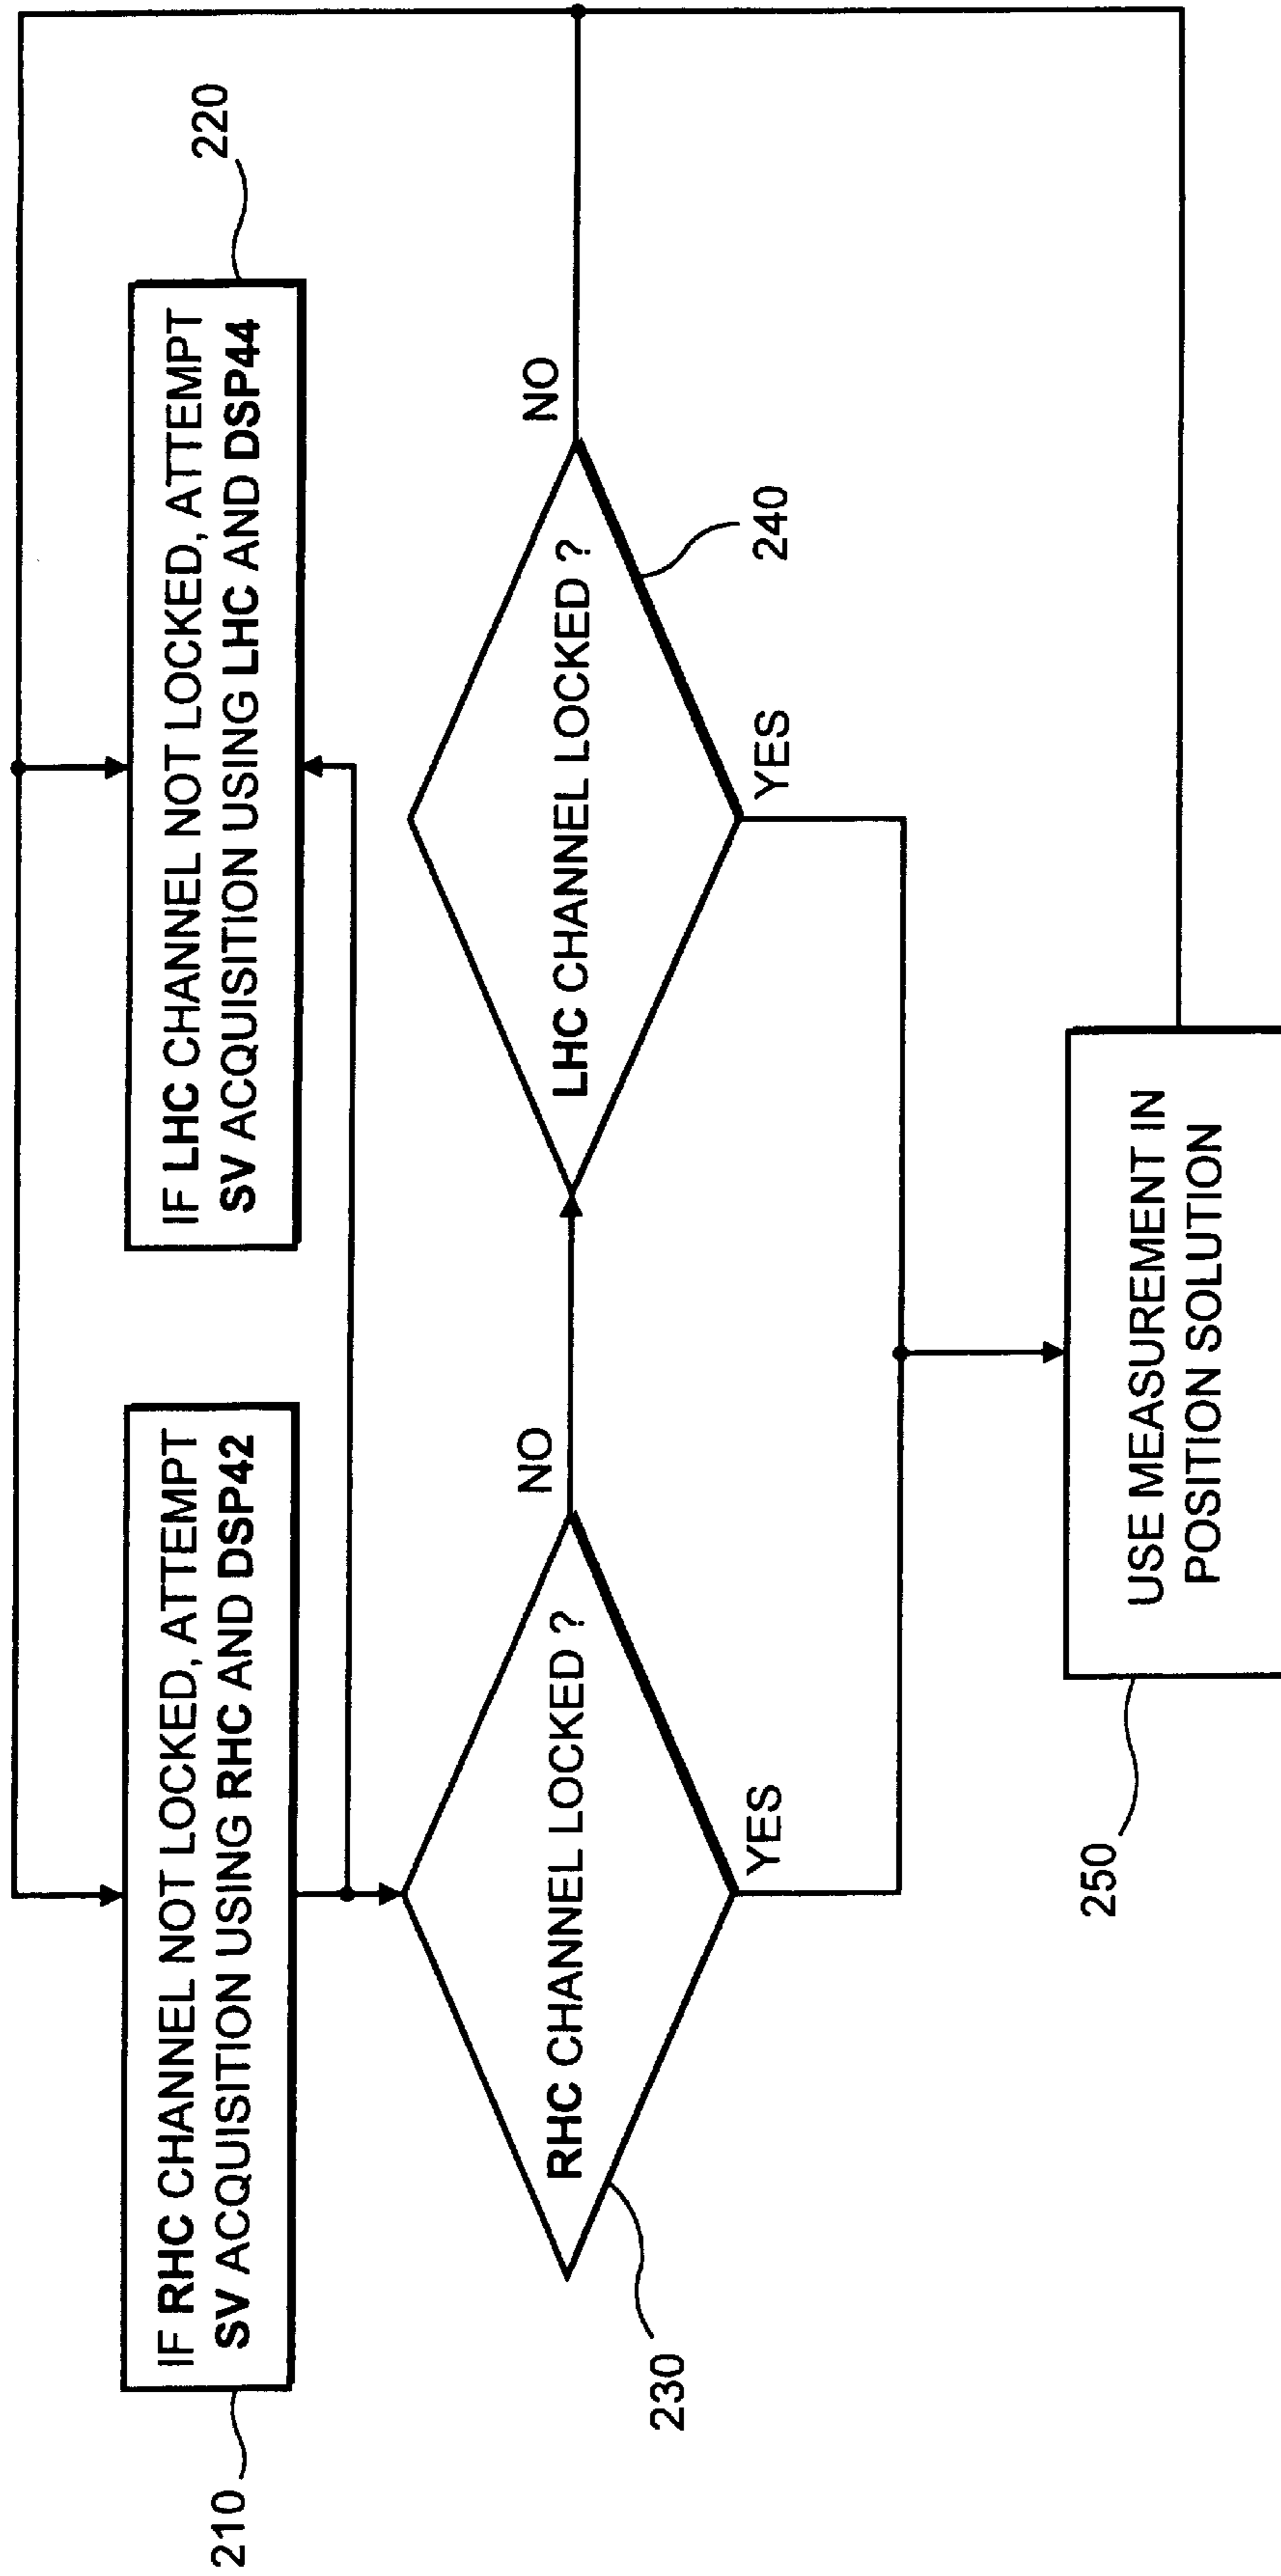 IF RHC CHANNEL NOT LOCKED, ATTEMPT
SV ACQUISITION USING RHC AND DSP42
210
IF LHC CHANNEL NOT LOCKED, ATTEMPT
SV ACQUISITION USING LHC AND DSP44
220
RHC CHANNEL LOCKED ?
230
NO
YES
LHC CHANNEL LOCKED ?
240
NO
YES
USE MEASUREMENT IN
POSITION SOLUTION
250